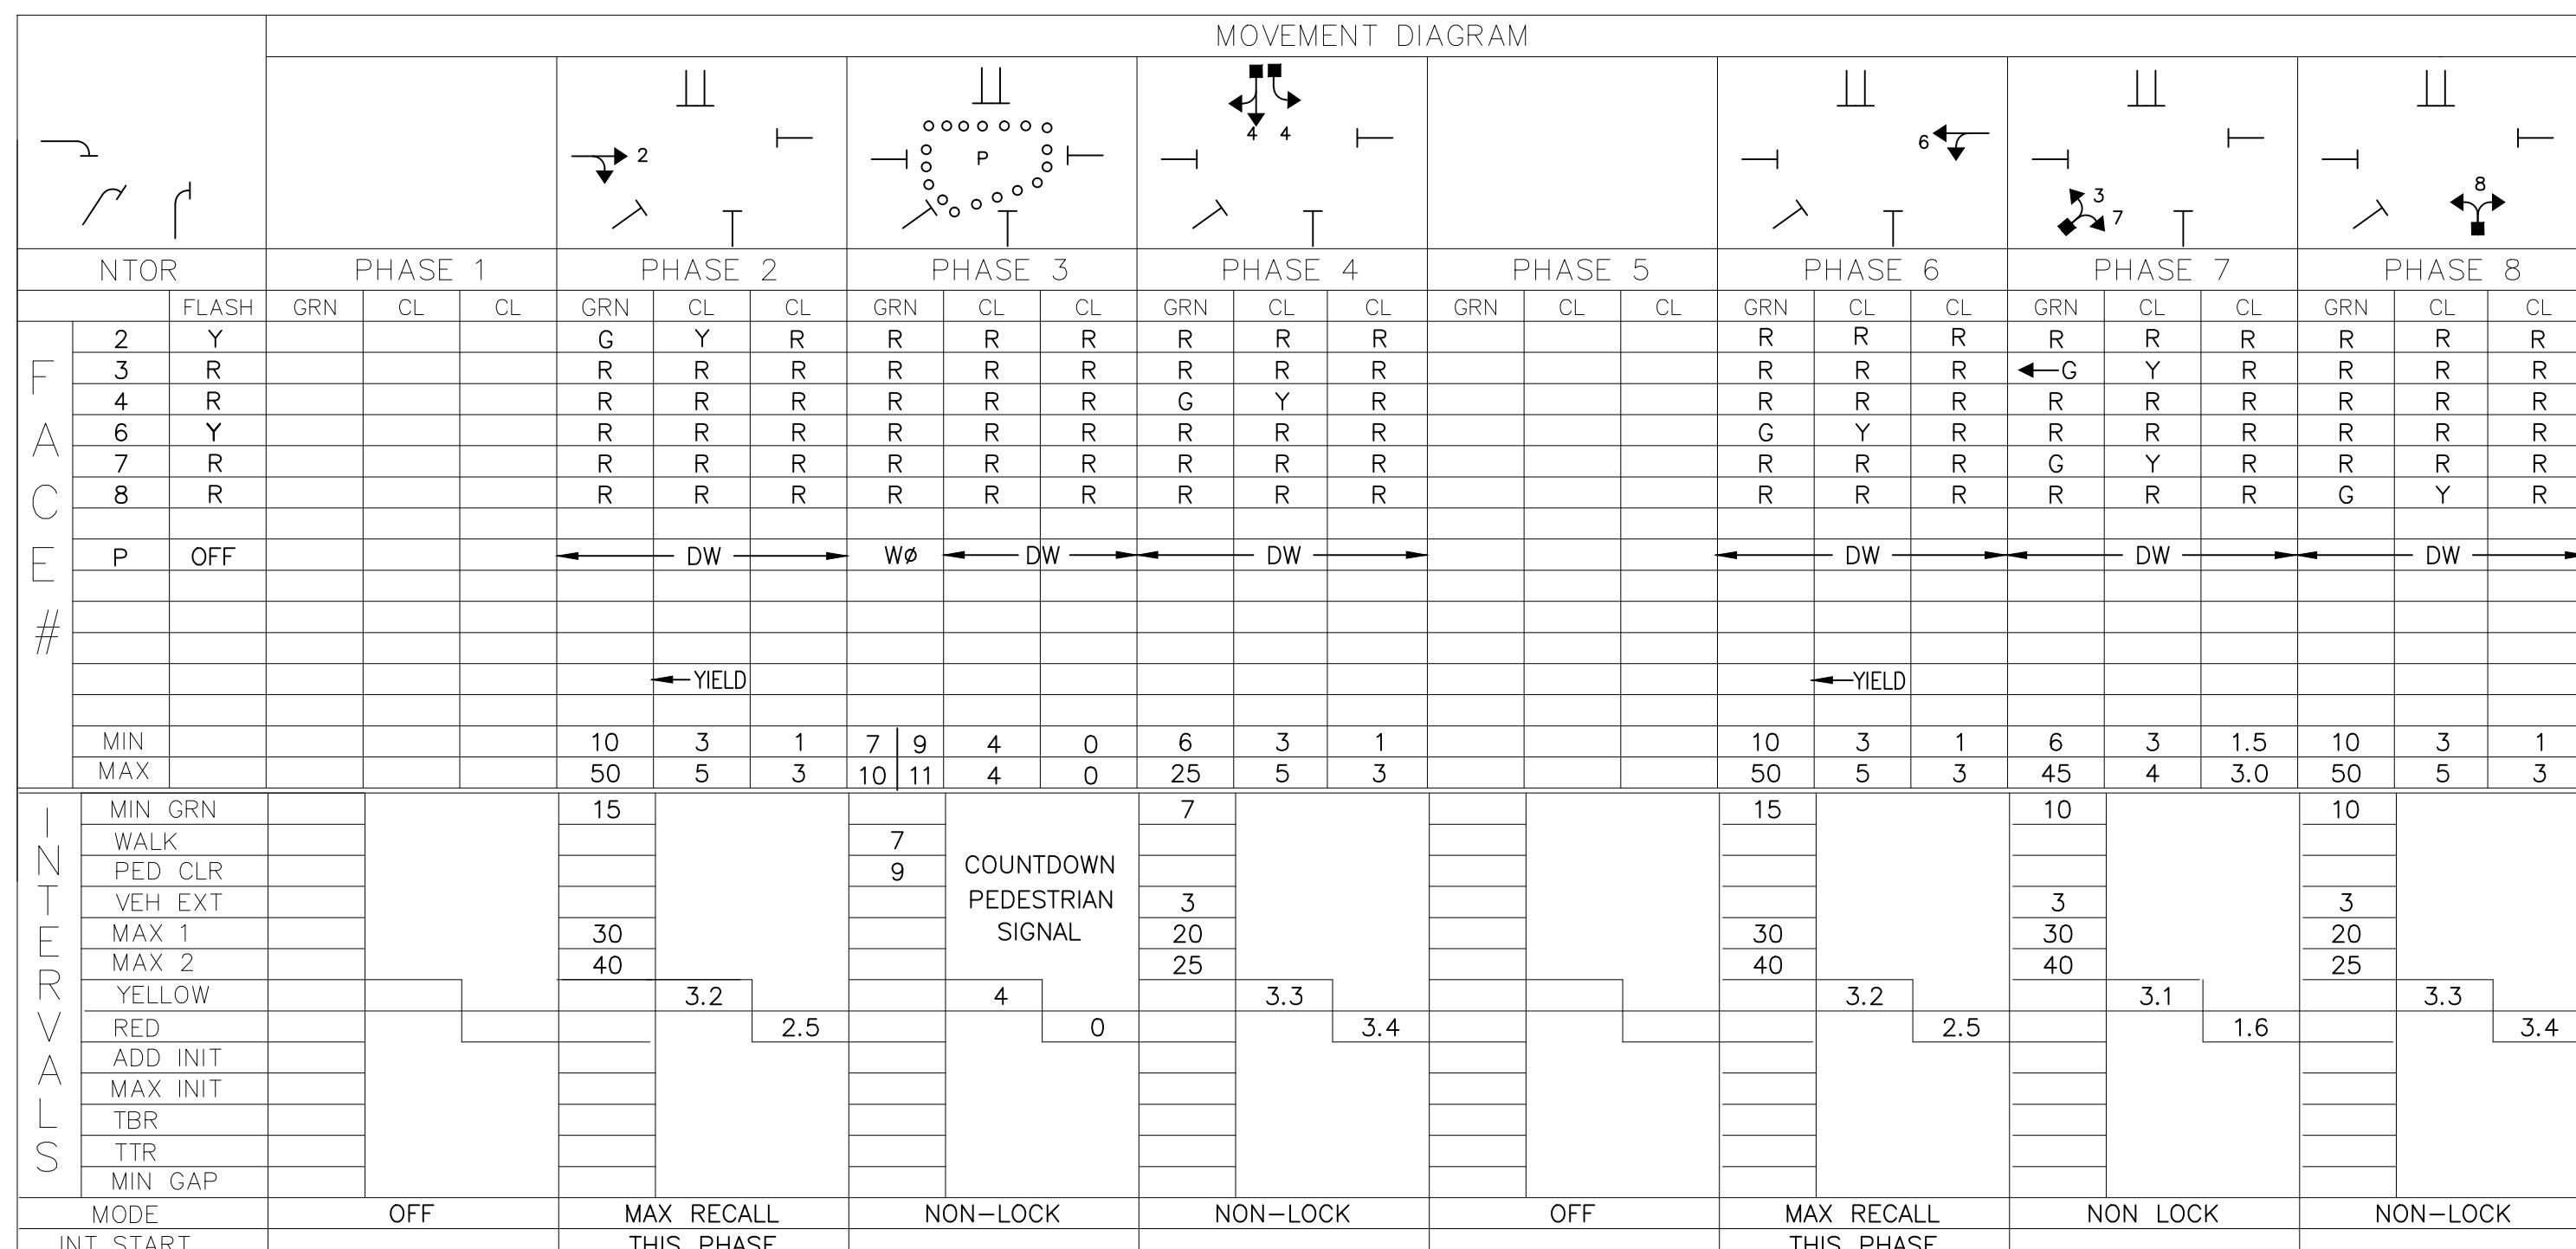 MOVEMENT DIAGRAM
2 P 4 4 6 3 7 8
NTOR PHASE 1 PHASE 2 PHASE 3 PHASE 4 PHASE 5 PHASE 6 PHASE 7 PHASE 8
FLASH GRN CL CL GRN CL CL GRN CL CL GRN CL CL GRN CL CL GRN CL CL GRN CL CL GRN CL CL
FACE #
2 Y G Y R R R R R R R R R R R R R R R R
3 R R R R R R R R R R R R R G Y R R R R
4 R R R R R R R G Y R R R R R R R R R R
6 Y R R R R R R R R R G Y R R R R R R R
7 R R R R R R R R R R R R R G Y R R R R
8 R R R R R R R R R R R R R R R R G Y R
P OFF DW Wø DW DW DW DW DW
YIELD YIELD
MIN 10 3 1 7 9 4 0 6 3 1 10 3 1 6 3 1.5 10 3 1
MAX 50 5 3 10 11 4 0 25 5 3 50 5 3 45 4 3.0 50 5 3
INTERVALS
MIN GRN 15 7 15 10 10
WALK 7
PED CLR 9 COUNTDOWN
VEH EXT PEDESTRIAN 3 3 3
MAX 1 30 SIGNAL 20 30 30 20
MAX 2 40 25 40 40 25
YELLOW 3.2 4 3.3 3.2 3.1 3.3
RED 2.5 0 3.4 2.5 1.6 3.4
ADD INIT
MAX INIT
TBR
TTR
MIN GAP
MODE OFF MAX RECALL NON-LOCK NON-LOCK OFF MAX RECALL NON LOCK NON-LOCK
INT START THIS PHASE THIS PHASE